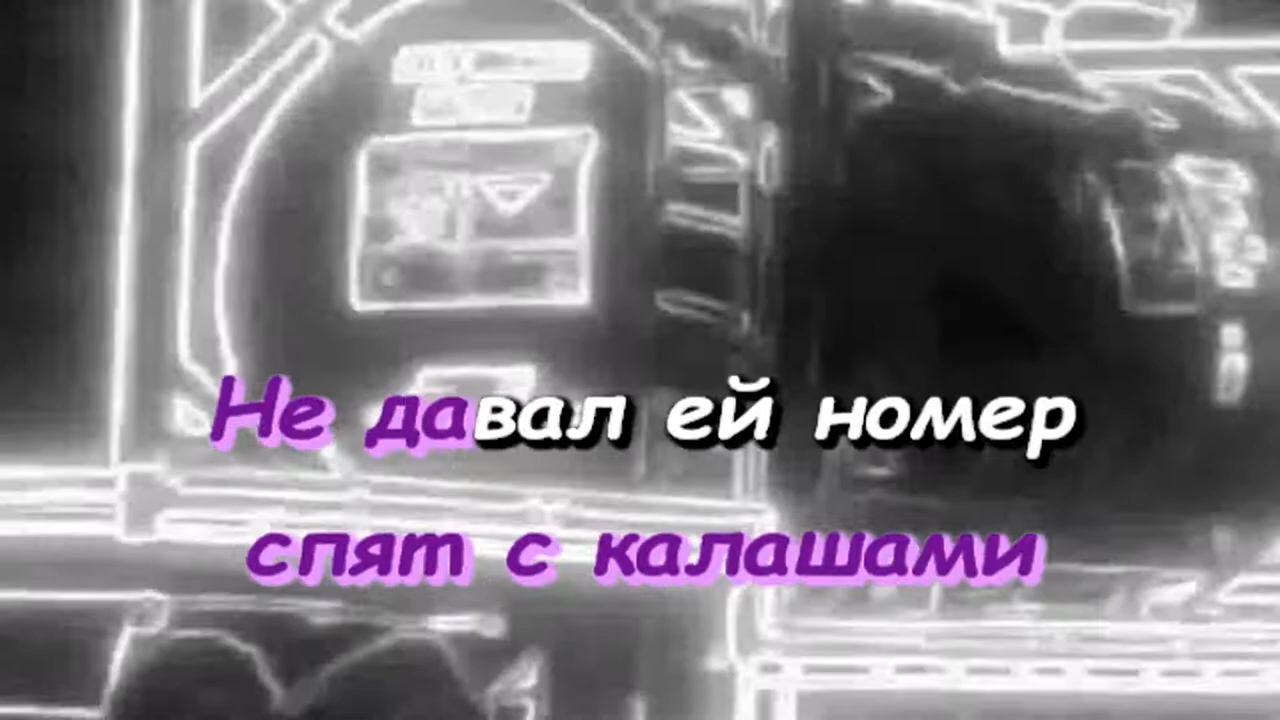 Не давал ей номер
спят с калашами